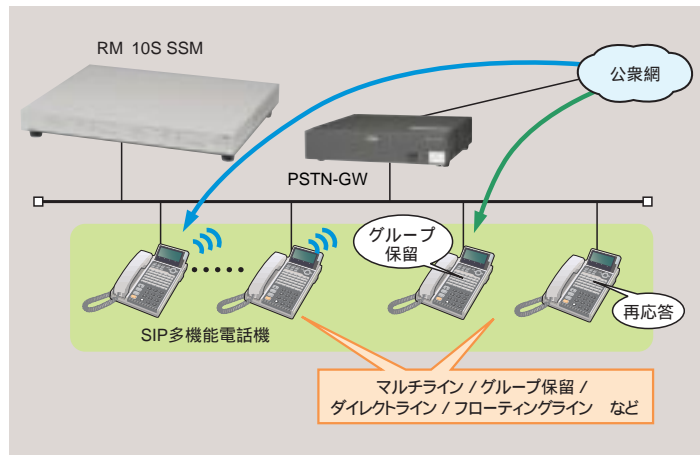 RM 10S SSM
公衆網
PSTN-GW
グループ
保留
再応答
SIP多機能電話機
マルチライン / グループ保留 /
ダイレクトライン / フローティングライン など